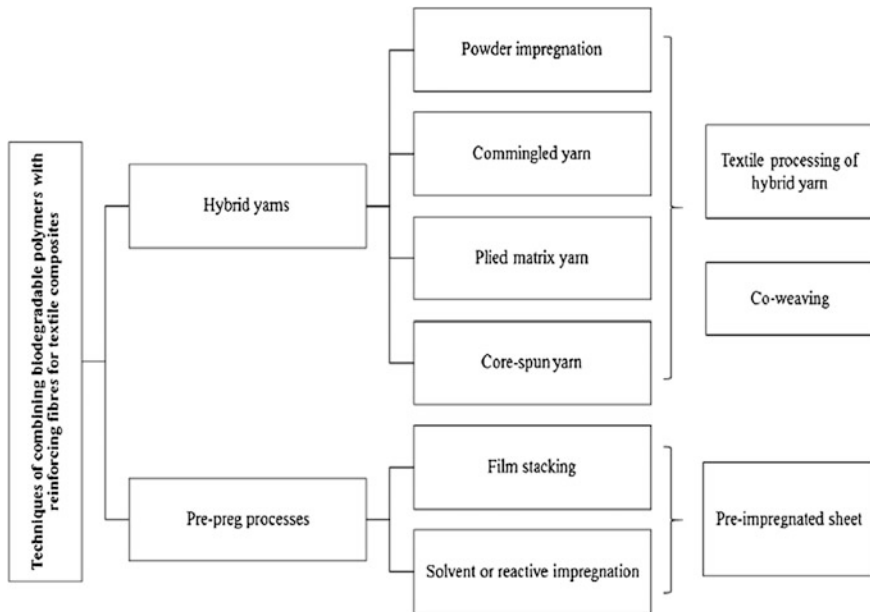 Techniques of combining biodegradable polymers with
reinforcing fibres for textile composites
Hybrid yarns
Pre-preg processes
Powder impregnation
Commingled yarn
Plied matrix yarn
Core-spun yarn
Film stacking
Solvent or reactive impregnation
Textile processing of
hybrid yarn
Co-weaving
Pre-impregnated sheet